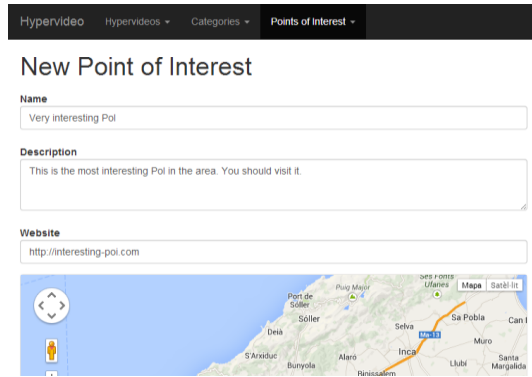 Hypervideo Hypervideos Categories Points of Interest
New Point of Interest
Name
Very interesting PoI
Description
This is the most interesting PoI in the area. You should visit it.
Website
http://interesting-poi.com
Ses Fonts
Ufanes
Mapa Satèl·lit
Puig Major
Port de
Sóller
Sóller
Sa Pobla
Can
Deià
Selva
Ma-13
Muro
S'Arxiduc
Alaró
Inca
Santa
Margalida
Bunyola
Llubí
Binissalem